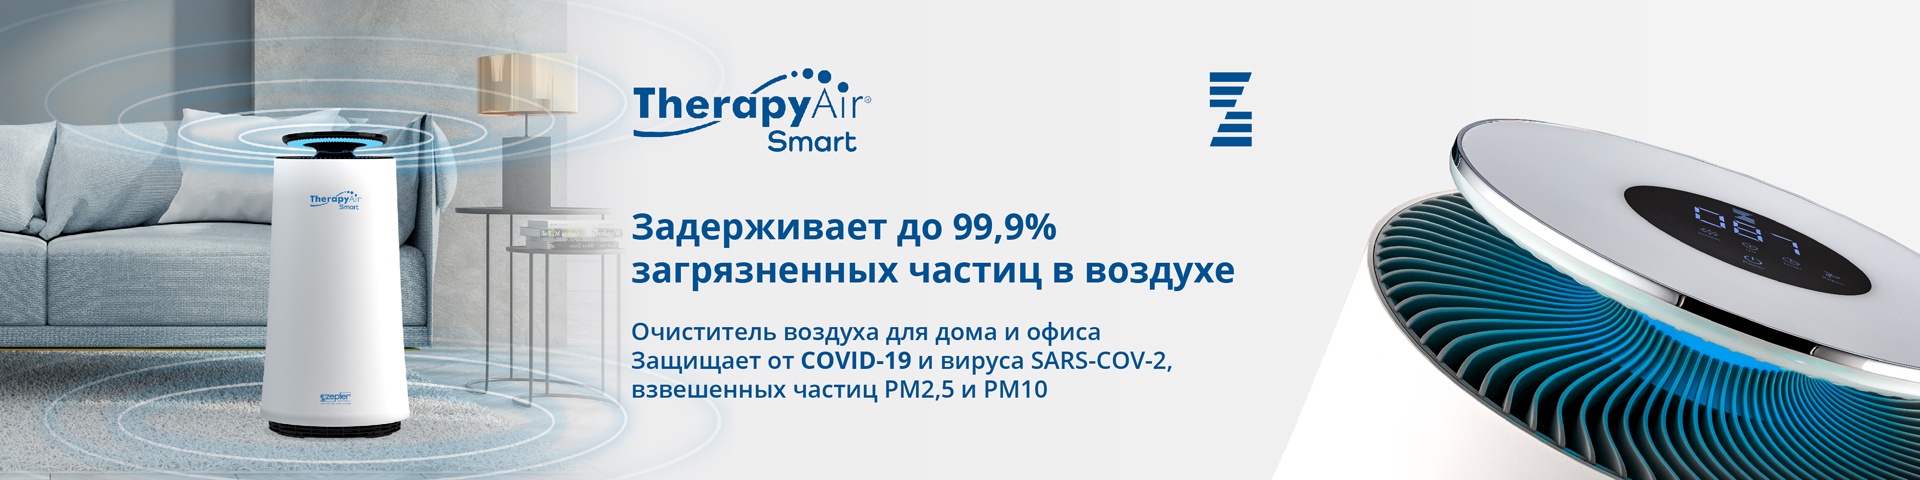 TherapyAir®
Smart
Задерживает до 99,9%
загрязненных частиц в воздухе
Очиститель воздуха для дома и офиса
Защищает от COVID-19 и вируса SARS-COV-2,
взвешенных частиц PM2,5 и PM10
TherapyAir
Smart
zepter